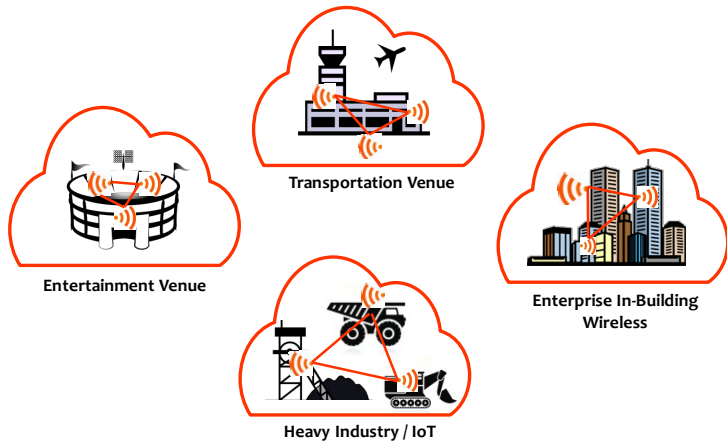 Transportation Venue
Entertainment Venue
Enterprise In-Building
Wireless
Heavy Industry / IoT